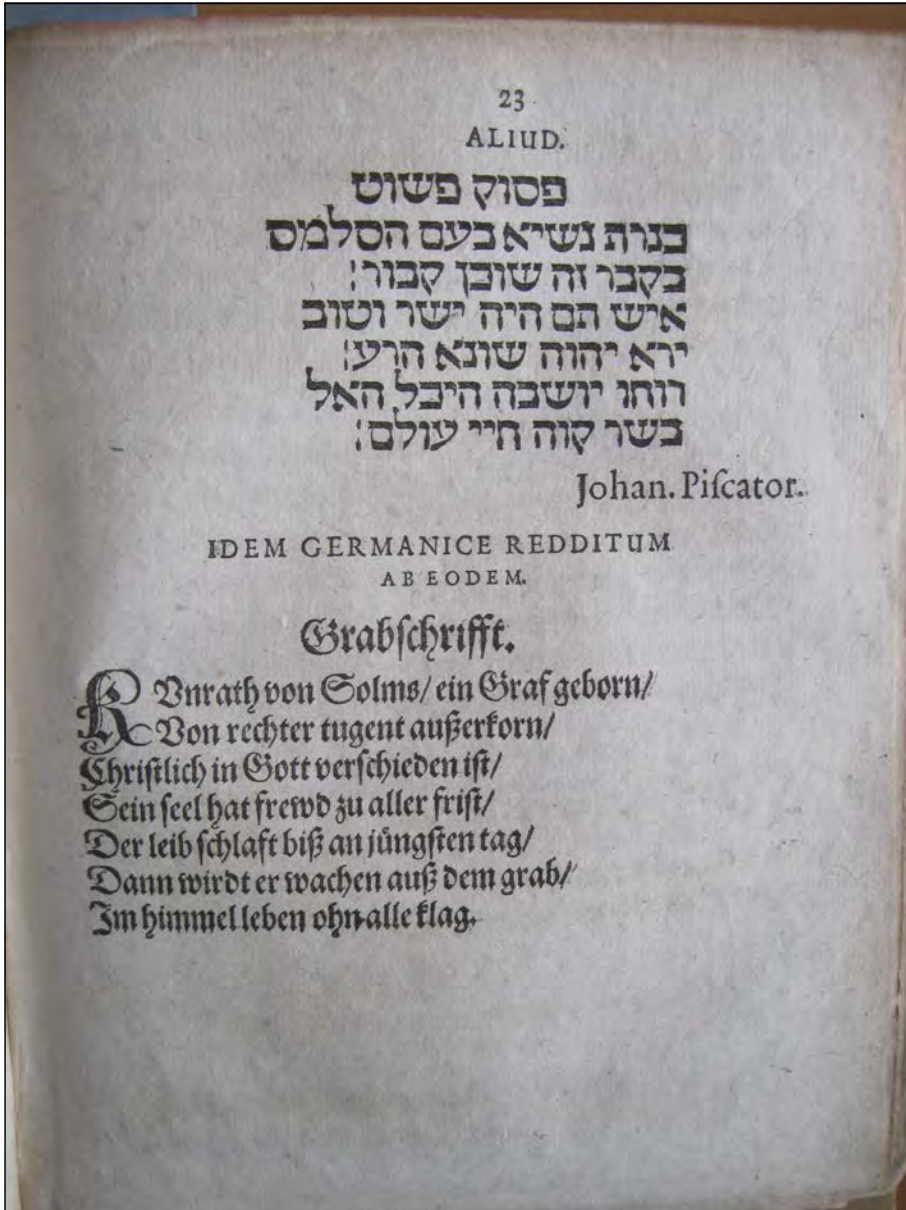 23
ALIUD.
פסוק פשוט
כנרת נשיא בעם הסלמס
בקבר זה שוכן קבור׃
איש תם היה ישר וטוב
ירא יהוה שונא הרע׃
רוחו יושבה היכל האל
בשר קוה חיי עולם׃
Johan. Piſcator.
IDEM GERMANICE REDDITUM
AB EODEM.
Grabſchrifft.
KVnrath von Solms/ ein Graf geborn/
Von rechter tugent außerkorn/
Chriſtlich in Gott verſchieden iſt/
Sein ſeel hat frewd zu aller friſt/
Der leib ſchlaft biß an jüngſten tag/
Dann wirdt er wachen auß dem grab/
Im himmel leben ohn alle klag.